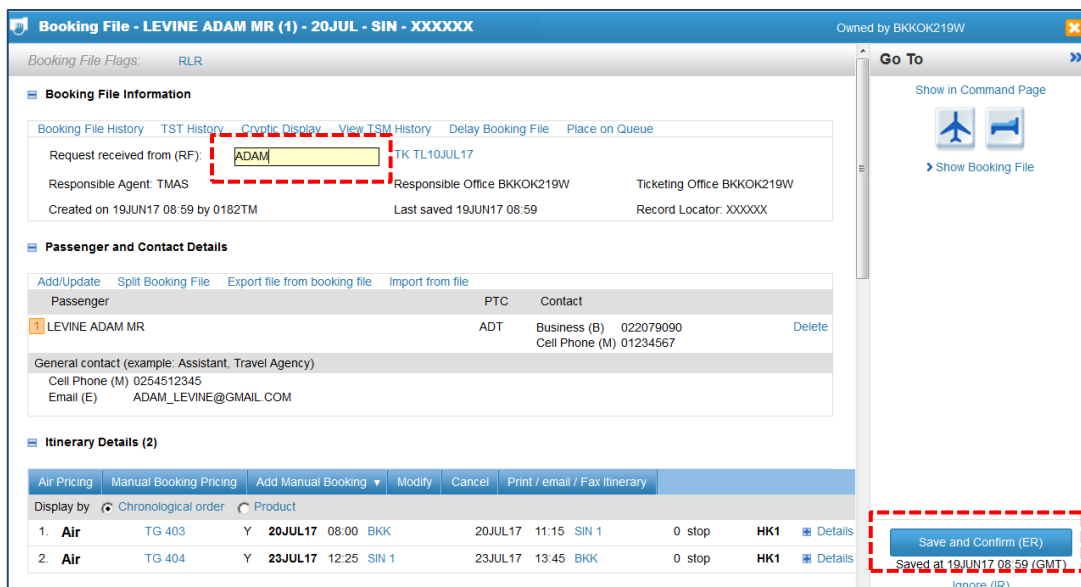 Booking File - LEVINE ADAM MR (1) - 20JUL - SIN - XXXXXX Owned by BKKOK219W
Booking File Flags: RLR
Go To »
Show in Command Page
Show Booking File
Booking File Information
Booking File History TST History Cryptic Display View TSM History Delay Booking File Place on Queue
Request received from (RF): ADAM TK TL10JUL17
Responsible Agent: TMAS Responsible Office BKKOK219W Ticketing Office BKKOK219W
Created on 19JUN17 08:59 by 0182TM Last saved 19JUN17 08:59 Record Locator: XXXXXX
Passenger and Contact Details
Add/Update Split Booking File Export file from booking file Import from file
Passenger PTC Contact
1 LEVINE ADAM MR ADT Business (B) 022079090 Delete
Cell Phone (M) 01234567
General contact (example: Assistant, Travel Agency)
Cell Phone (M) 0254512345
Email (E) ADAM_LEVINE@GMAIL.COM
Itinerary Details (2)
Air Pricing Manual Booking Pricing Add Manual Booking Modify Cancel Print / email / Fax Itinerary
Display by Chronological order Product
1. Air TG 403 Y 20JUL17 08:00 BKK 20JUL17 11:15 SIN 1 0 stop HK1 Details
2. Air TG 404 Y 23JUL17 12:25 SIN 1 23JUL17 13:45 BKK 0 stop HK1 Details
Save and Confirm (ER)
Saved at 19JUN17 08:59 (GMT)
Ignore (IR)